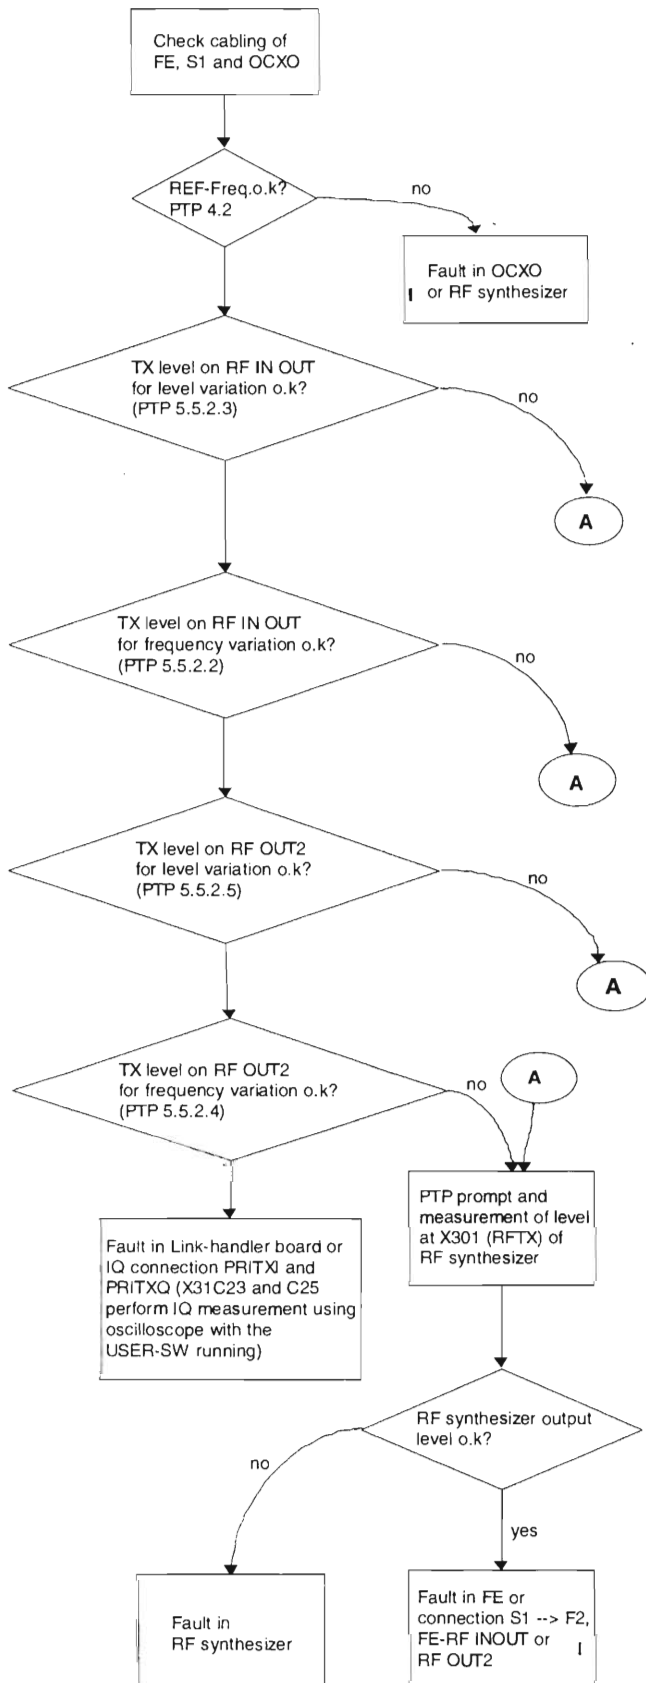 Check cabling of
FE, S1 and OCXO
REF-Freq.o.k?
PTP 4.2
no
Fault in OCXO
or RF synthesizer
TX level on RF IN OUT
for level variation o.k?
(PTP 5.5.2.3)
no
A
TX level on RF IN OUT
for frequency variation o.k?
(PTP 5.5.2.2)
no
A
TX level on RF OUT2
for level variation o.k?
(PTP 5.5.2.5)
no
A
TX level on RF OUT2
for frequency variation o.k?
(PTP 5.5.2.4)
no
A
PTP prompt and
measurement of level
at X301 (RFTX) of
RF synthesizer
Fault in Link-handler board or
IQ connection PRITXI and
PRITXQ (X31C23 and C25
perform IQ measurement using
oscilloscope with the
USER-SW running)
RF synthesizer output
level o.k?
no
yes
Fault in
RF synthesizer
Fault in FE or
connection S1 --> F2,
FE-RF INOUT or
RF OUT2